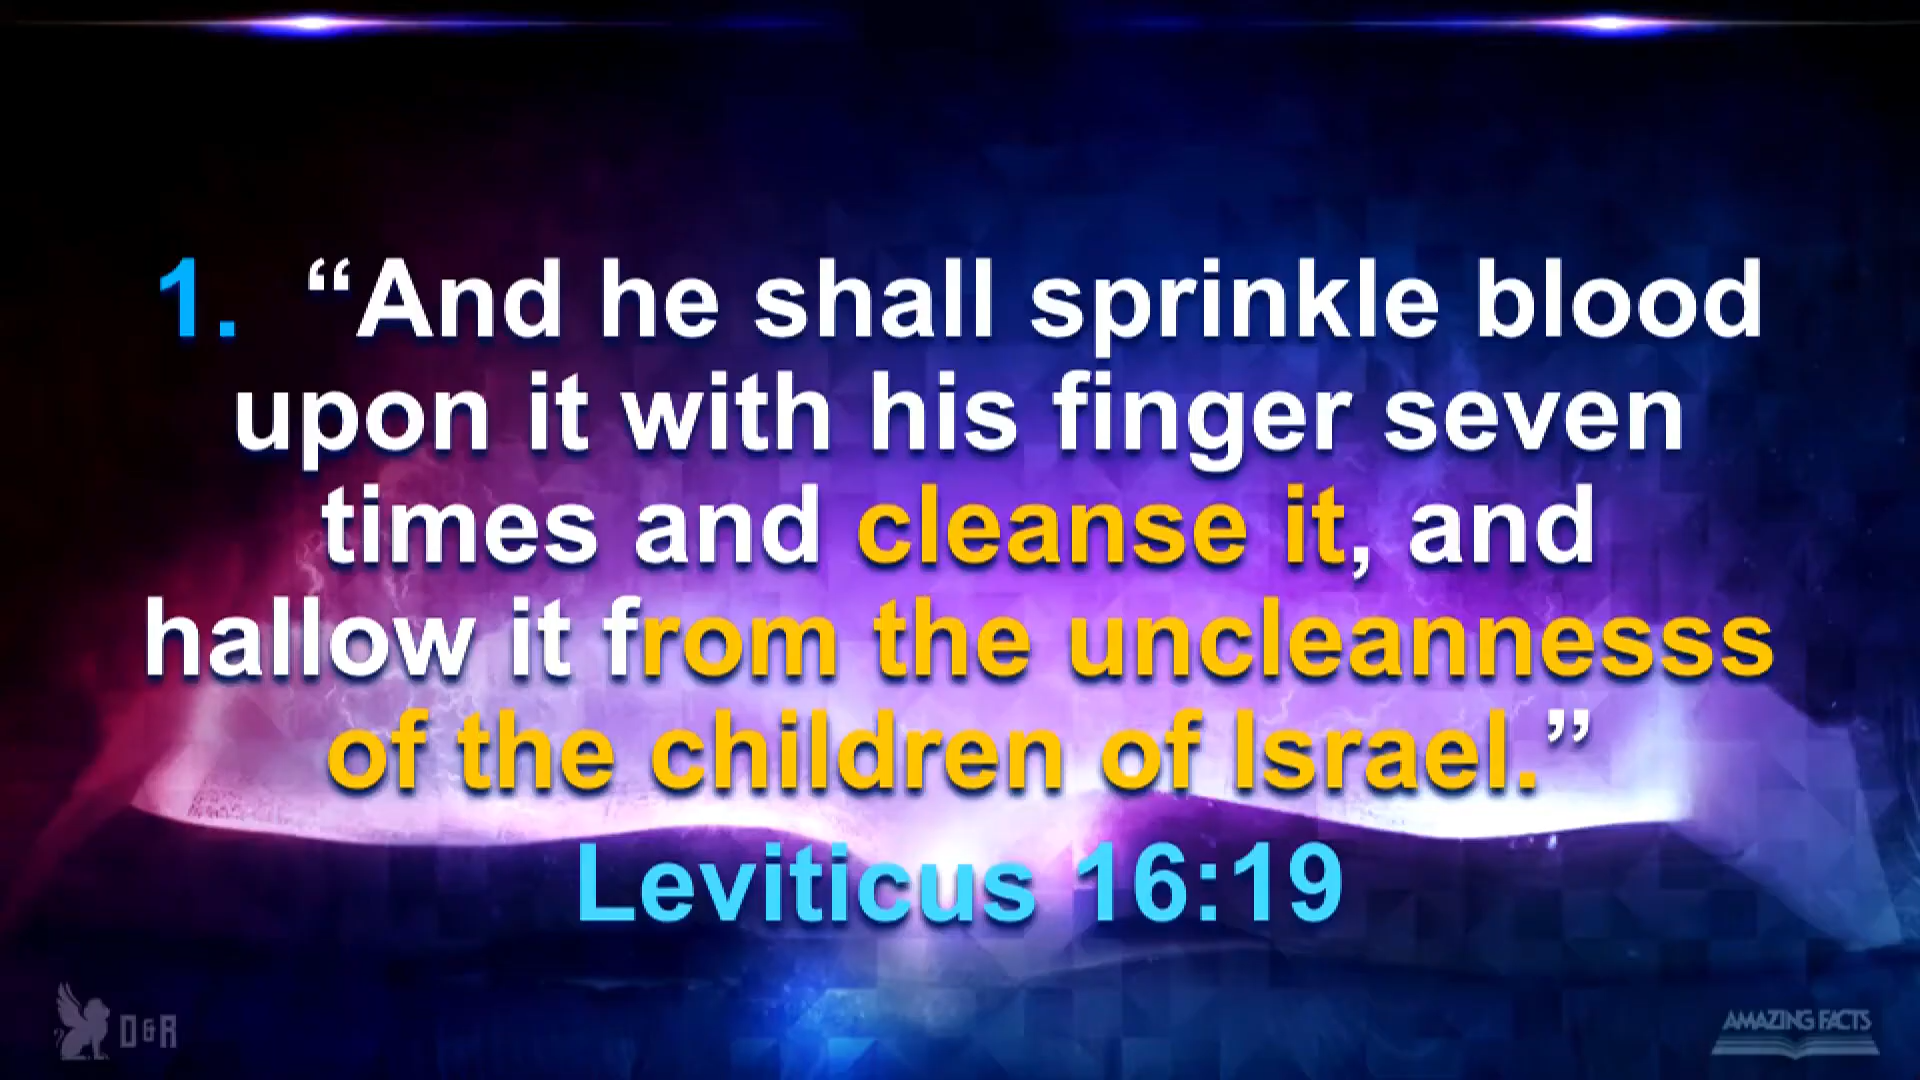 1. “And he shall sprinkle blood
upon it with his finger seven
times and cleanse it, and
hallow it from the uncleannesss
of the children of Israel.”
Leviticus 16:19
D&R
AMAZING FACTS